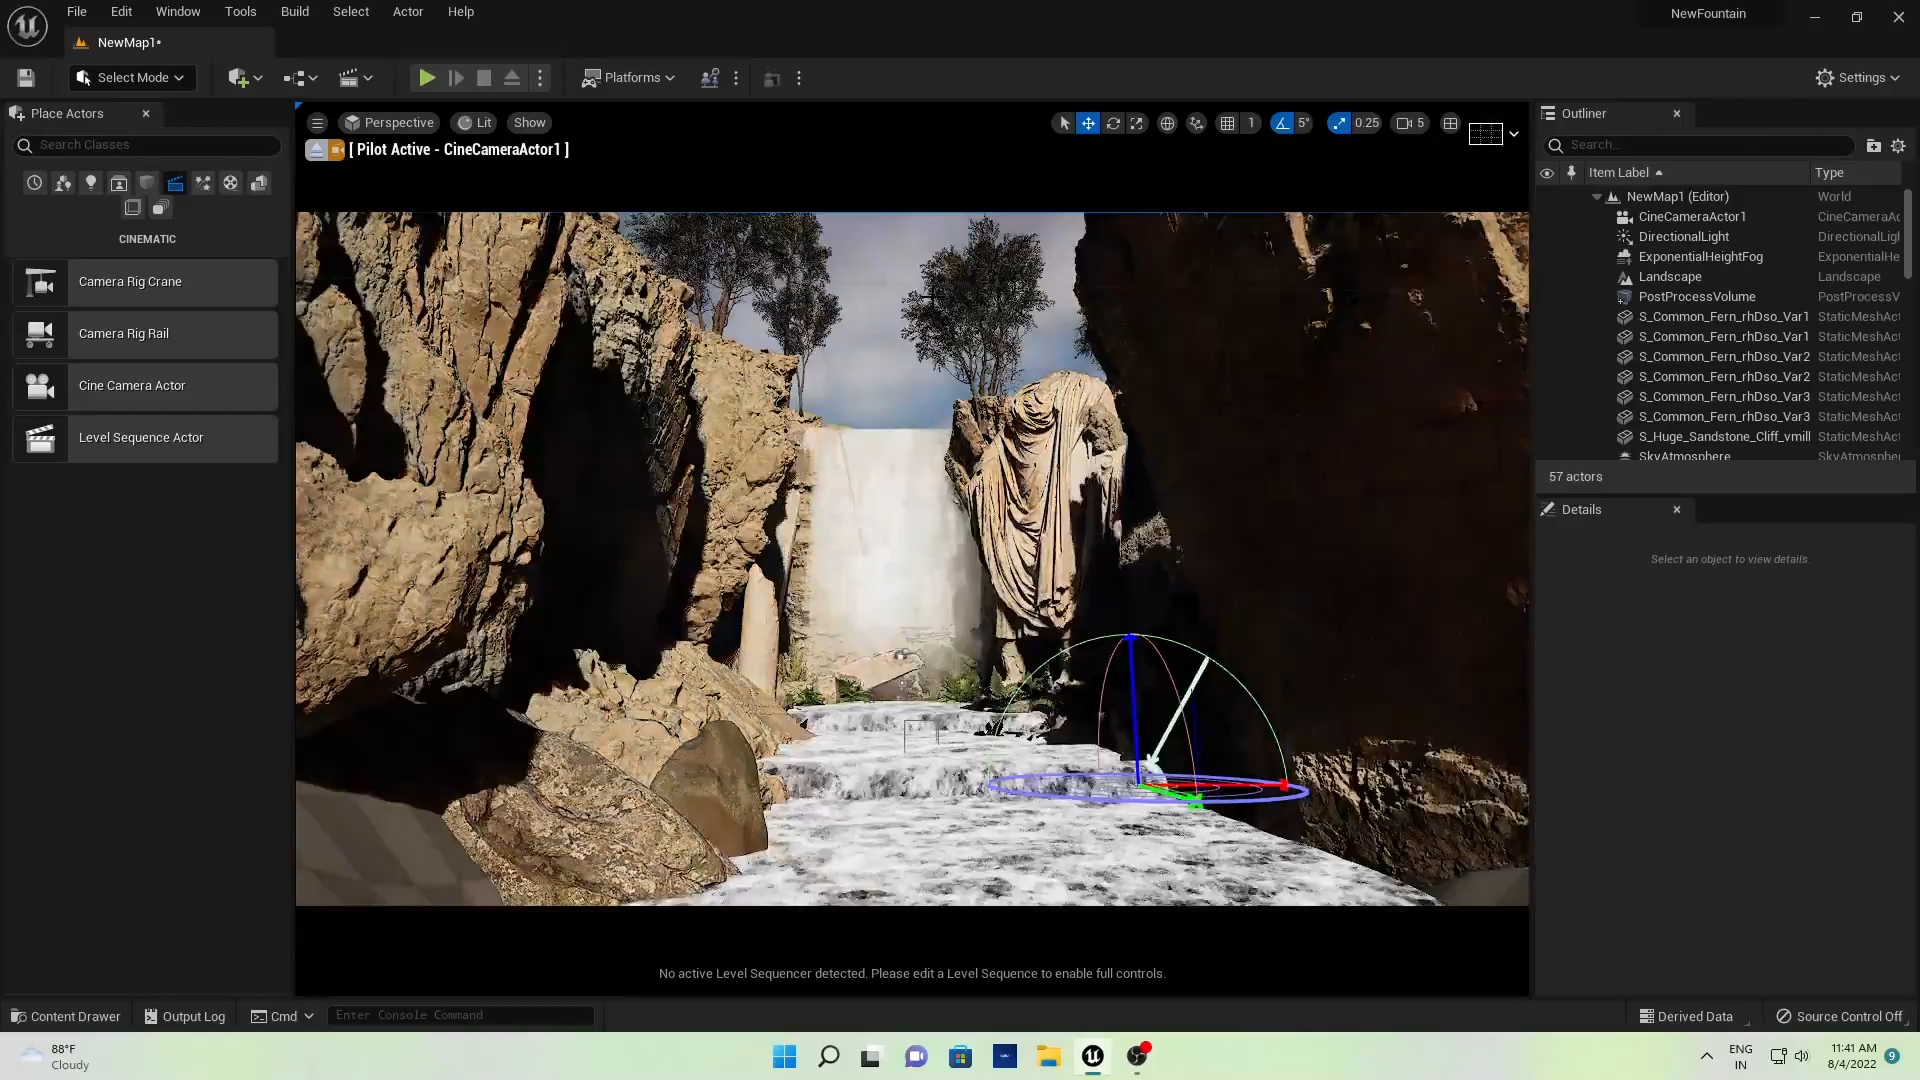 File Edit Window Tools Build Select Actor Help
NewFountain
NewMap1*
Select Mode
Platforms
Settings
Place Actors
Search Classes
CINEMATIC
Camera Rig Crane
Camera Rig Rail
Cine Camera Actor
Level Sequence Actor
Perspective Lit Show
1 5° 0.25 5
[ Pilot Active - CineCameraActor1 ]
No active Level Sequencer detected. Please edit a Level Sequence to enable full controls.
Outliner
Search...
Item Label Type
NewMap1 (Editor) World
CineCameraActor1 CineCameraAc
DirectionalLight DirectionalLigh
ExponentialHeightFog ExponentialHe
Landscape Landscape
PostProcessVolume PostProcessV
S_Common_Fern_rhDso_Var1 StaticMeshAct
S_Common_Fern_rhDso_Var1 StaticMeshAct
S_Common_Fern_rhDso_Var2 StaticMeshAct
S_Common_Fern_rhDso_Var2 StaticMeshAct
S_Common_Fern_rhDso_Var3 StaticMeshAct
S_Common_Fern_rhDso_Var3 StaticMeshAct
S_Huge_Sandstone_Cliff_vmill StaticMeshAct
SkyAtmosphere SkyAtmospher
57 actors
Details
Select an object to view details.
Content Drawer Output Log Cmd Enter Console Command
Derived Data Source Control Off
88°F
Cloudy
ENG
IN
11:41 AM
8/4/2022
9